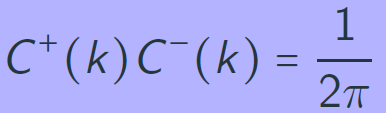 C⁺(k)C⁻(k) = 1/2π